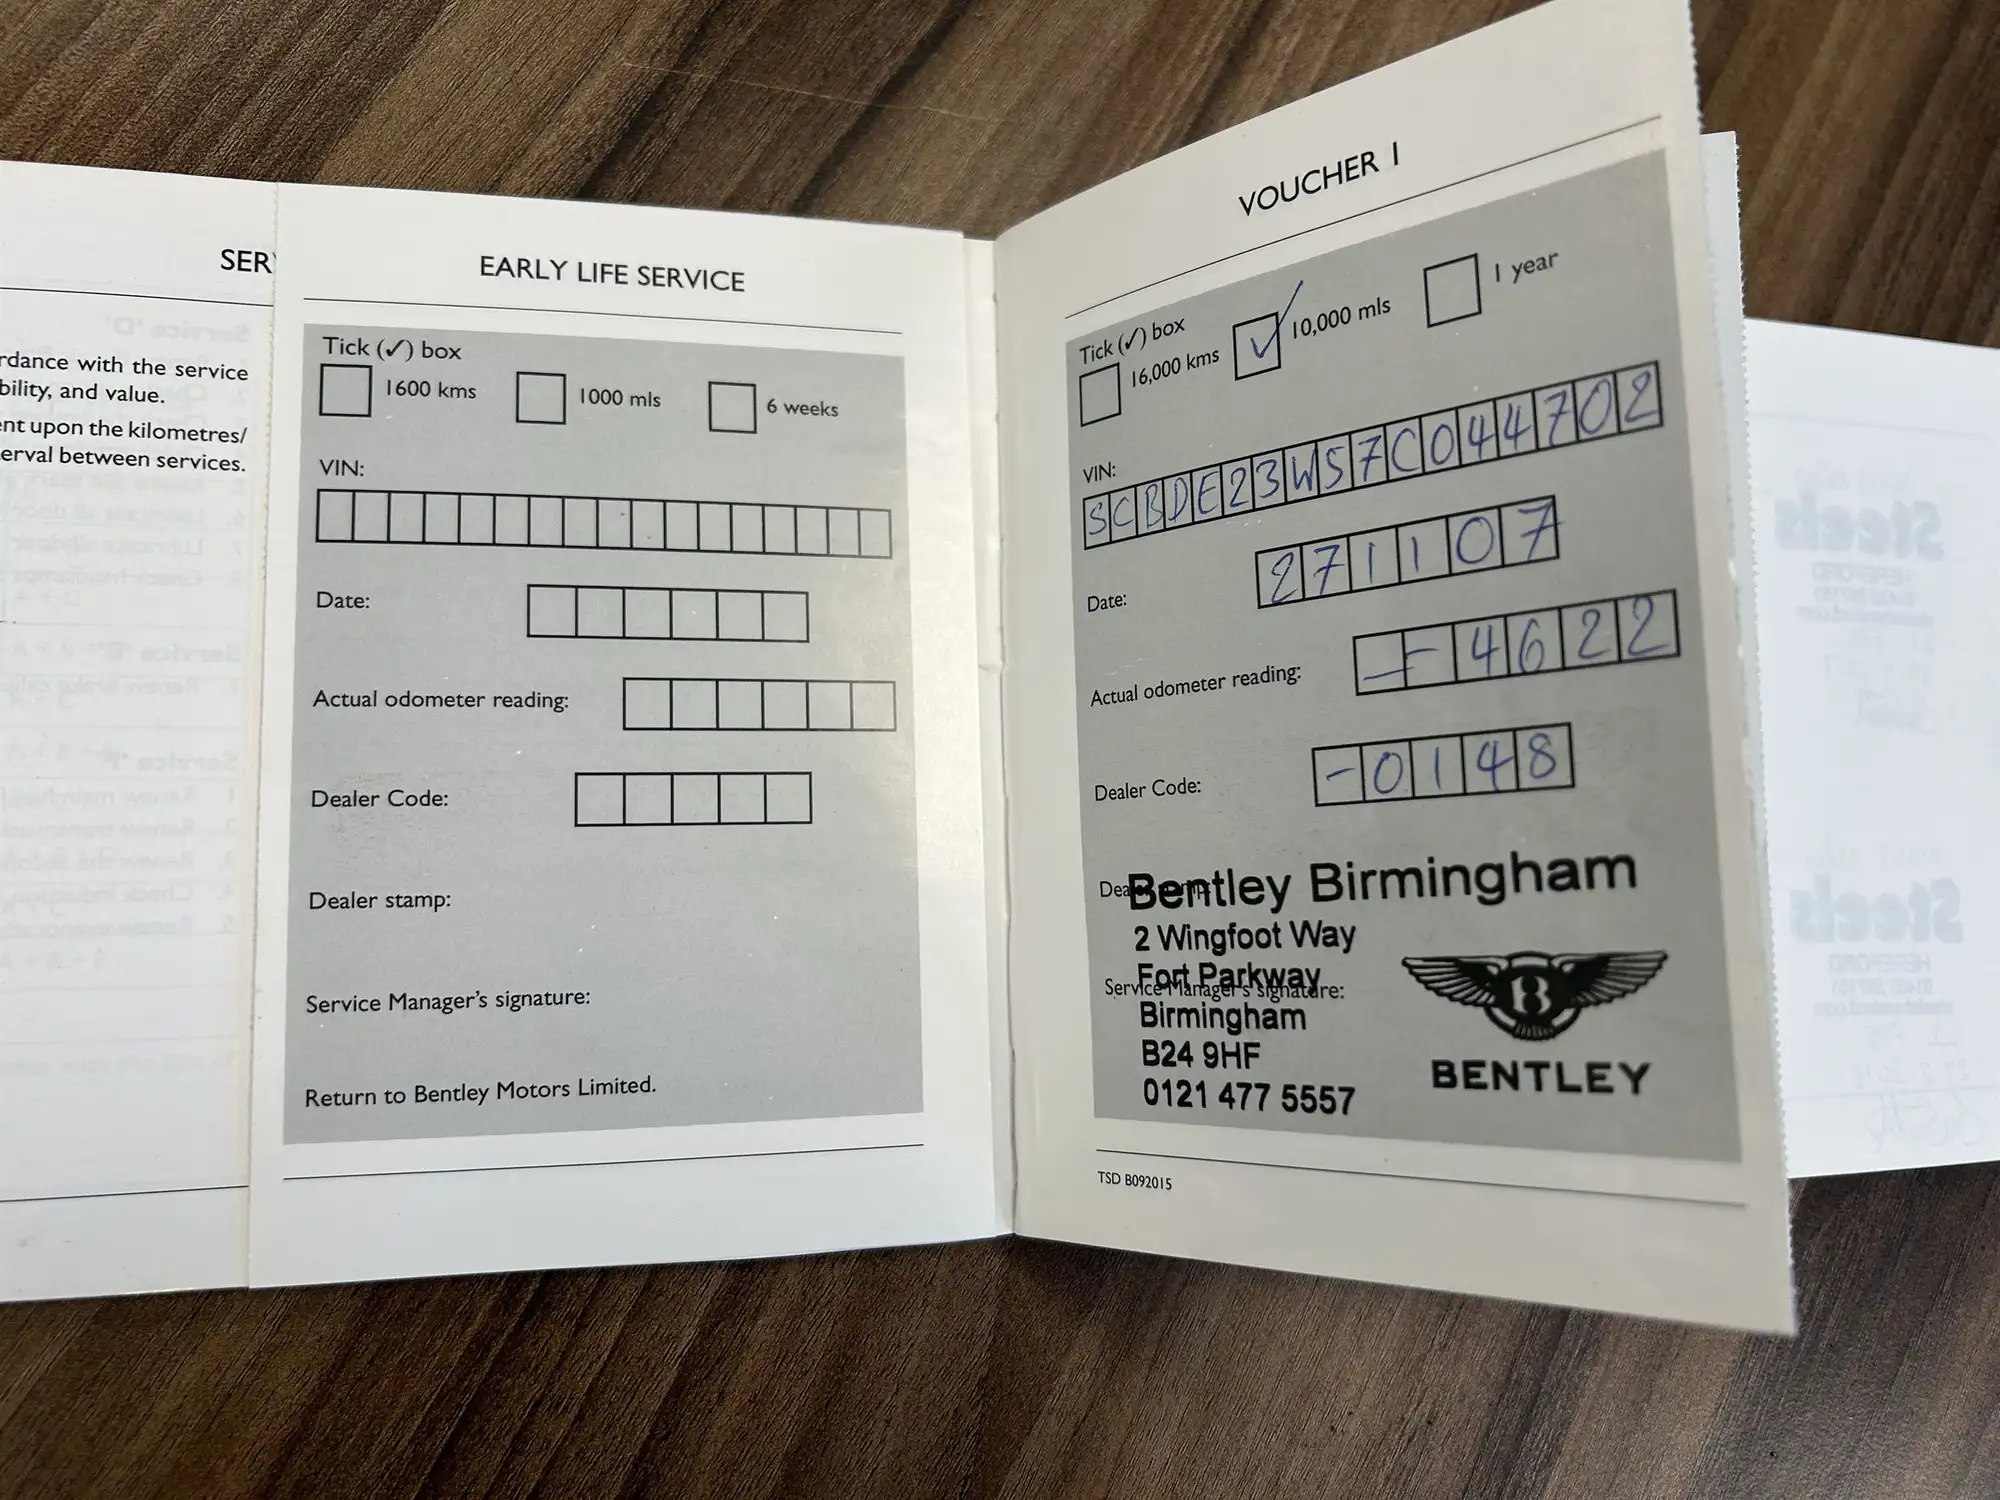 SER
rdance with the service
bility, and value.
ent upon the kilometres/
erval between services.
EARLY LIFE SERVICE
Tick (✓) box
1600 kms
1000 mls
6 weeks
VIN:
Date:
Actual odometer reading:
Dealer Code:
Dealer stamp:
Service Manager's signature:
Return to Bentley Motors Limited.
VOUCHER 1
Tick (✓) box
16,000 kms
10,000 mls
1 year
VIN:
SCBDE23W57C044702
Date:
271107
Actual odometer reading:
--4622
Dealer Code:
-0148
Bentley Birmingham
2 Wingfoot Way
Fort Parkway
Service Manager's signature:
Birmingham
B24 9HF
0121 477 5557
B
BENTLEY
TSD B092015